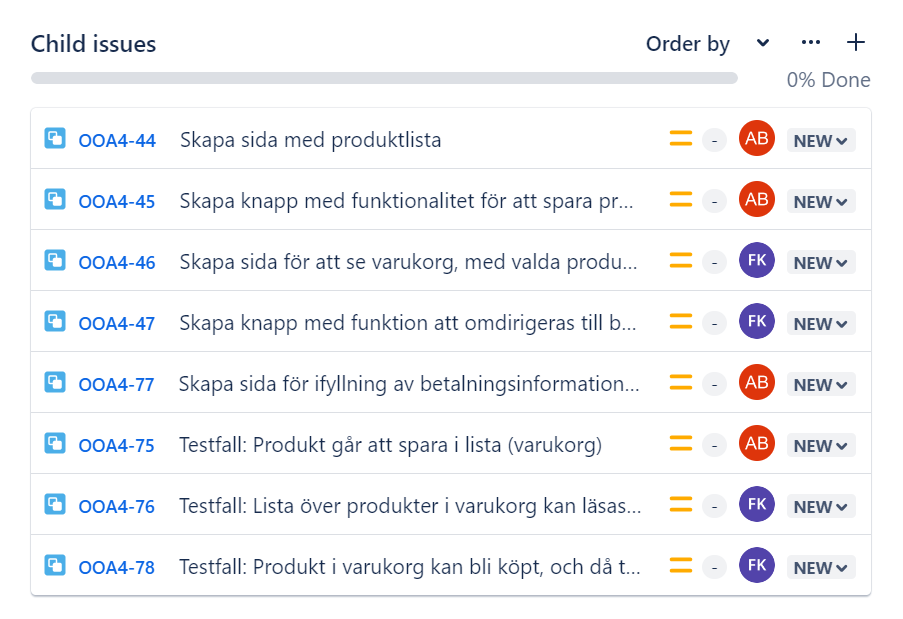 Child issues Order by
0% Done
OOA4-44 Skapa sida med produktlista - AB NEW
OOA4-45 Skapa knapp med funktionalitet för att spara pr... - AB NEW
OOA4-46 Skapa sida för att se varukorg, med valda produ... - FK NEW
OOA4-47 Skapa knapp med funktion att omdirigeras till b... - FK NEW
OOA4-77 Skapa sida för ifyllning av betalningsinformation... - AB NEW
OOA4-75 Testfall: Produkt går att spara i lista (varukorg) - AB NEW
OOA4-76 Testfall: Lista över produkter i varukorg kan läsas... - FK NEW
OOA4-78 Testfall: Produkt i varukorg kan bli köpt, och då t... - FK NEW